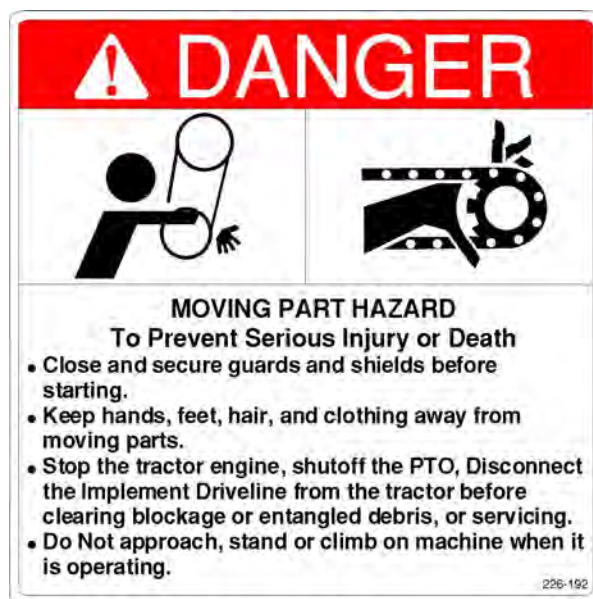 DANGER
MOVING PART HAZARD
To Prevent Serious Injury or Death
• Close and secure guards and shields before
starting.
• Keep hands, feet, hair, and clothing away from
moving parts.
• Stop the tractor engine, shutoff the PTO, Disconnect
the Implement Driveline from the tractor before
clearing blockage or entangled debris, or servicing.
• Do Not approach, stand or climb on machine when it
is operating.
226-192